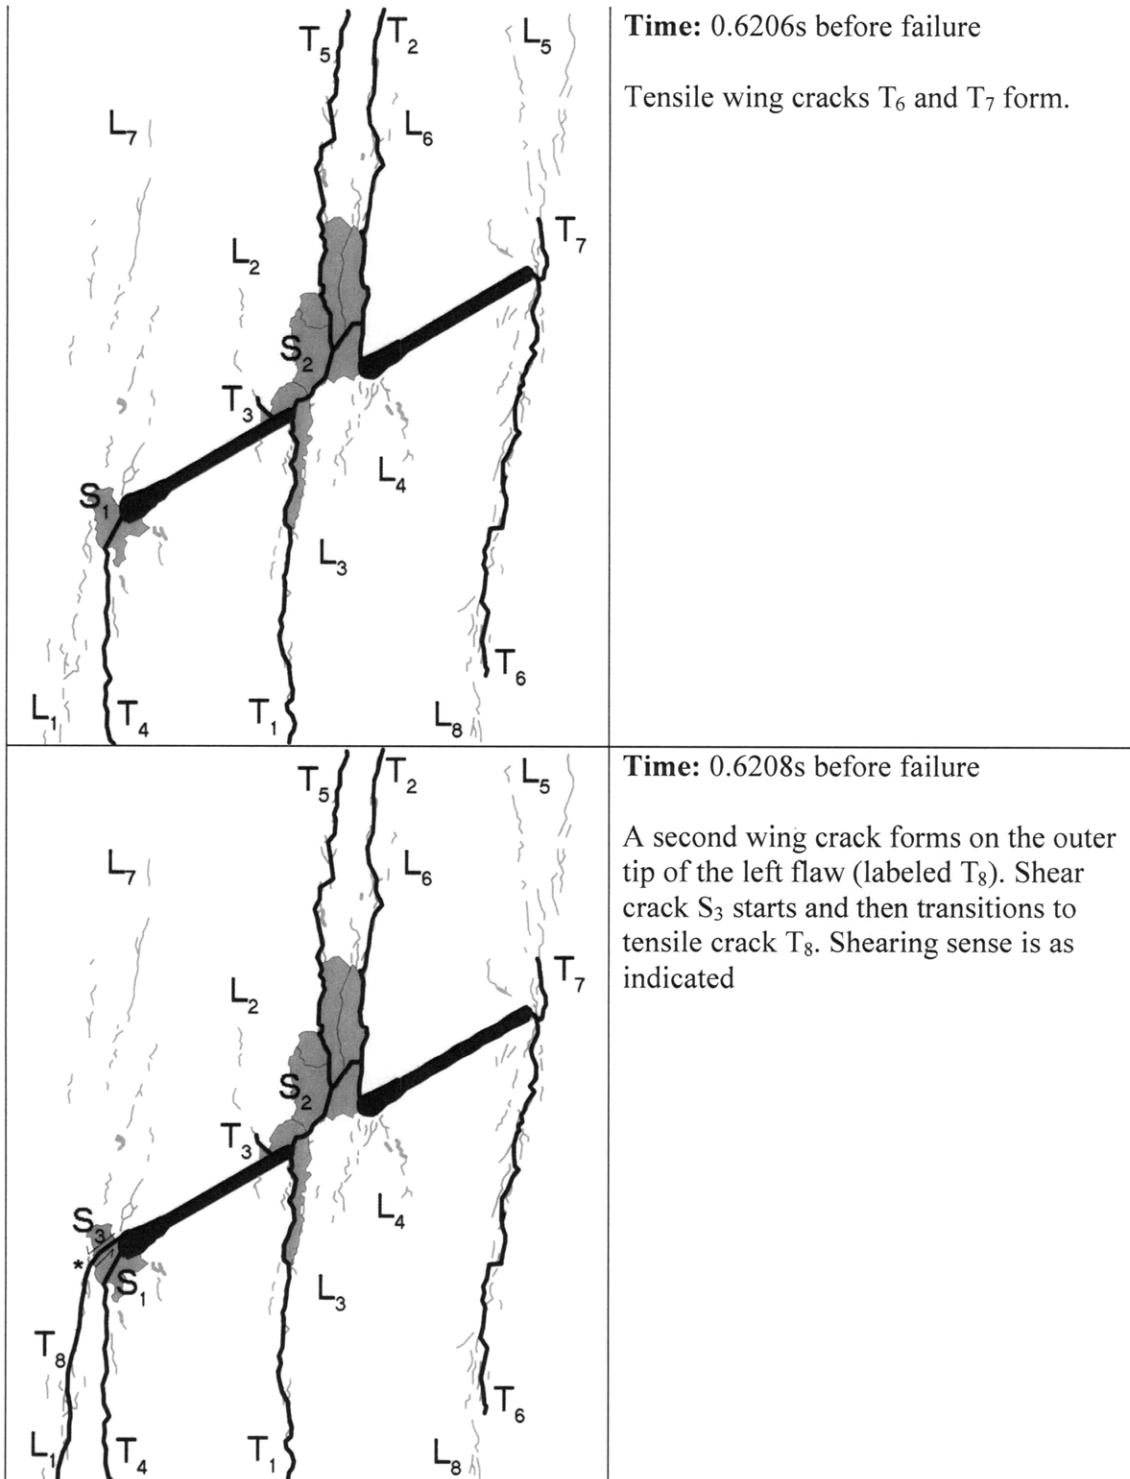 T5 T2 L5
L7 L6
L2 T7
S2
T3
S1 L4
L3
T6
L1 T4 T1 L8
Time: 0.6206s before failure
Tensile wing cracks T6 and T7 form.
T5 T2 L5
L7 L6
L2 T7
S2
T3
S3 L4
*
S1 L3
T8
T6
L1 T4 T1 L8
Time: 0.6208s before failure
A second wing crack forms on the outer
tip of the left flaw (labeled T8). Shear
crack S3 starts and then transitions to
tensile crack T8. Shearing sense is as
indicated